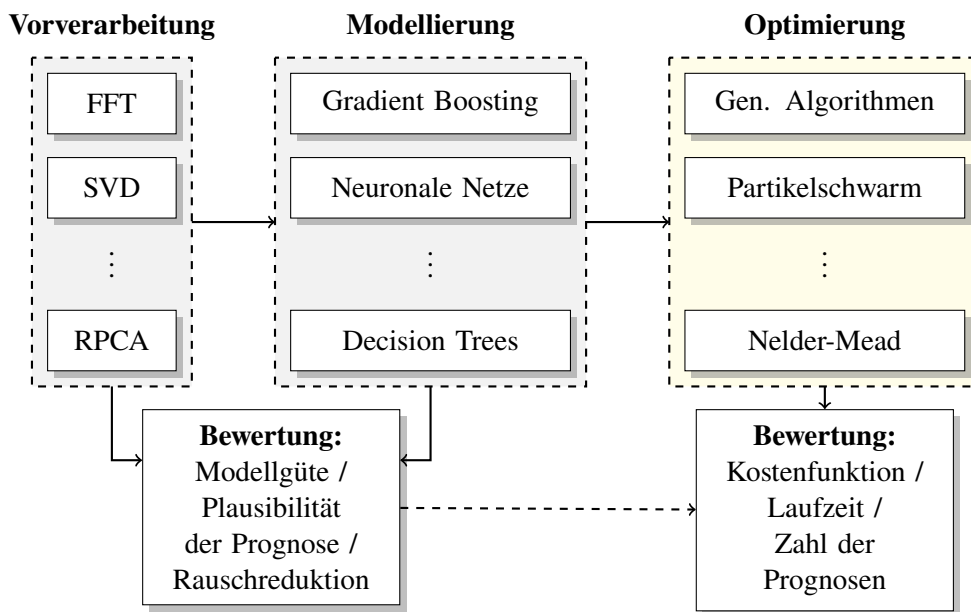 Vorverarbeitung
Modellierung
Optimierung
FFT
SVD
⋮
RPCA
Gradient Boosting
Neuronale Netze
⋮
Decision Trees
Gen. Algorithmen
Partikelschwarm
⋮
Nelder-Mead
Bewertung:
Modellgüte /
Plausibilität
der Prognose /
Rauschreduktion
Bewertung:
Kostenfunktion /
Laufzeit /
Zahl der
Prognosen